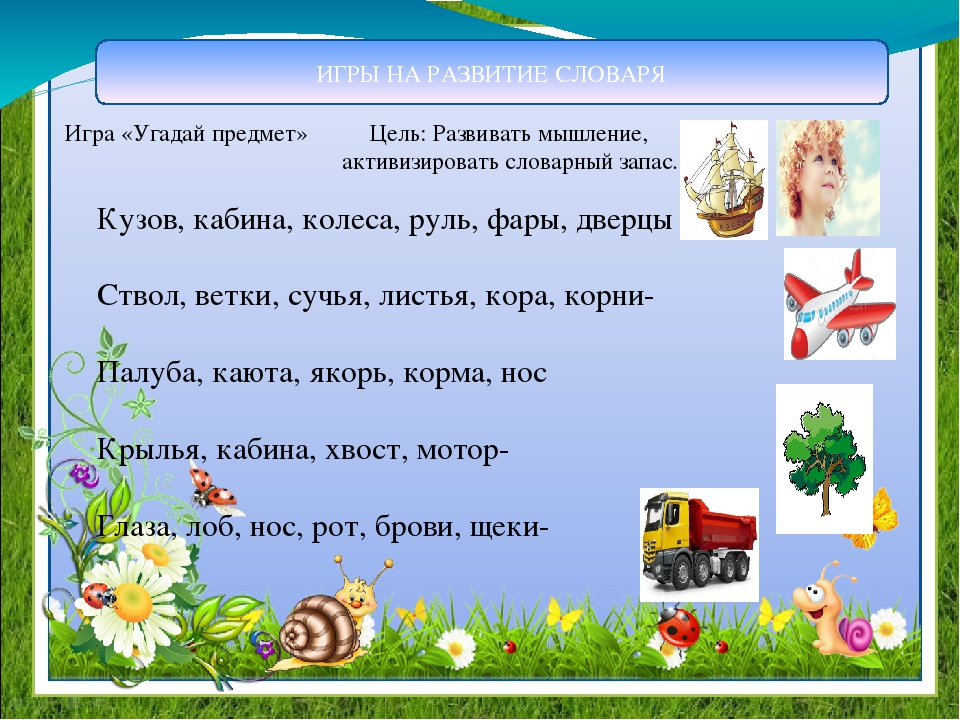 ИГРЫ НА РАЗВИТИЕ СЛОВАРЯ
Игра «Угадай предмет» Цель: Развивать мышление,
активизировать словарный запас.
Кузов, кабина, колеса, руль, фары, дверцы
Ствол, ветки, сучья, листья, кора, корни-
Палуба, каюта, якорь, корма, нос
Крылья, кабина, хвост, мотор-
Глаза, лоб, нос, рот, брови, щеки-